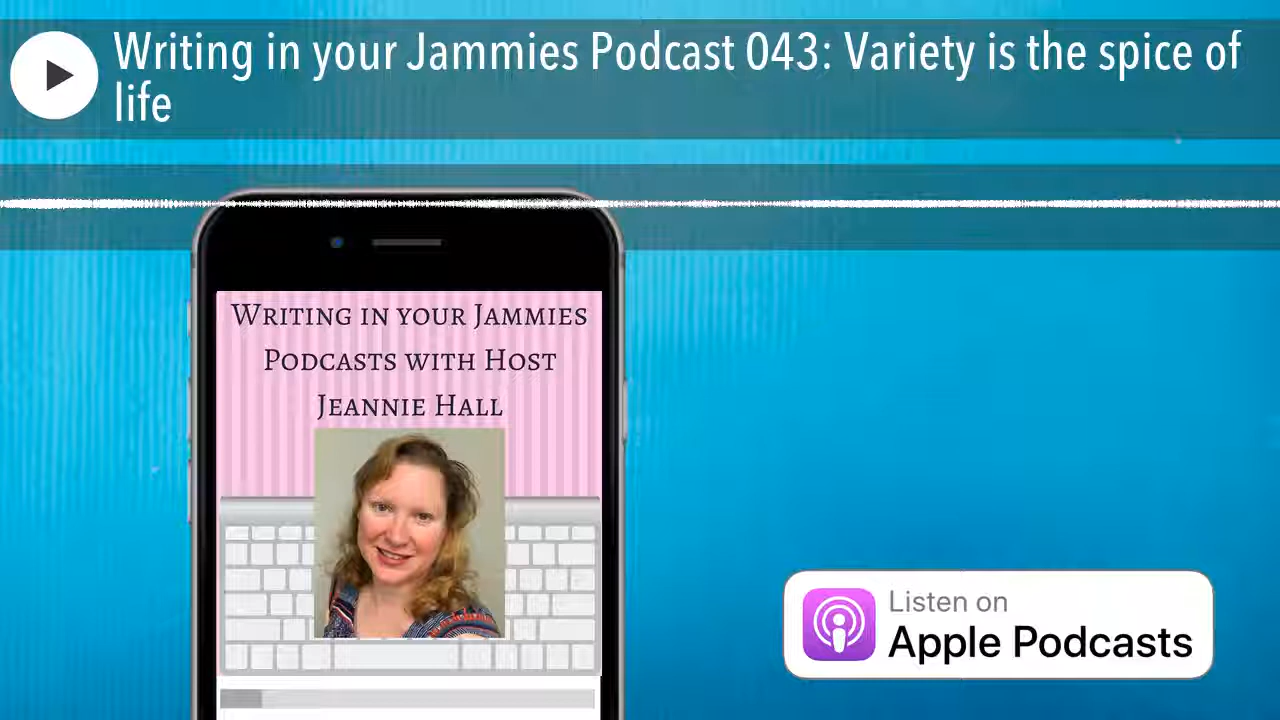 Writing in your Jammies Podcast 043: Variety is the spice of
life
Writing in your Jammies
Podcasts with Host
Jeannie Hall
Listen on
Apple Podcasts